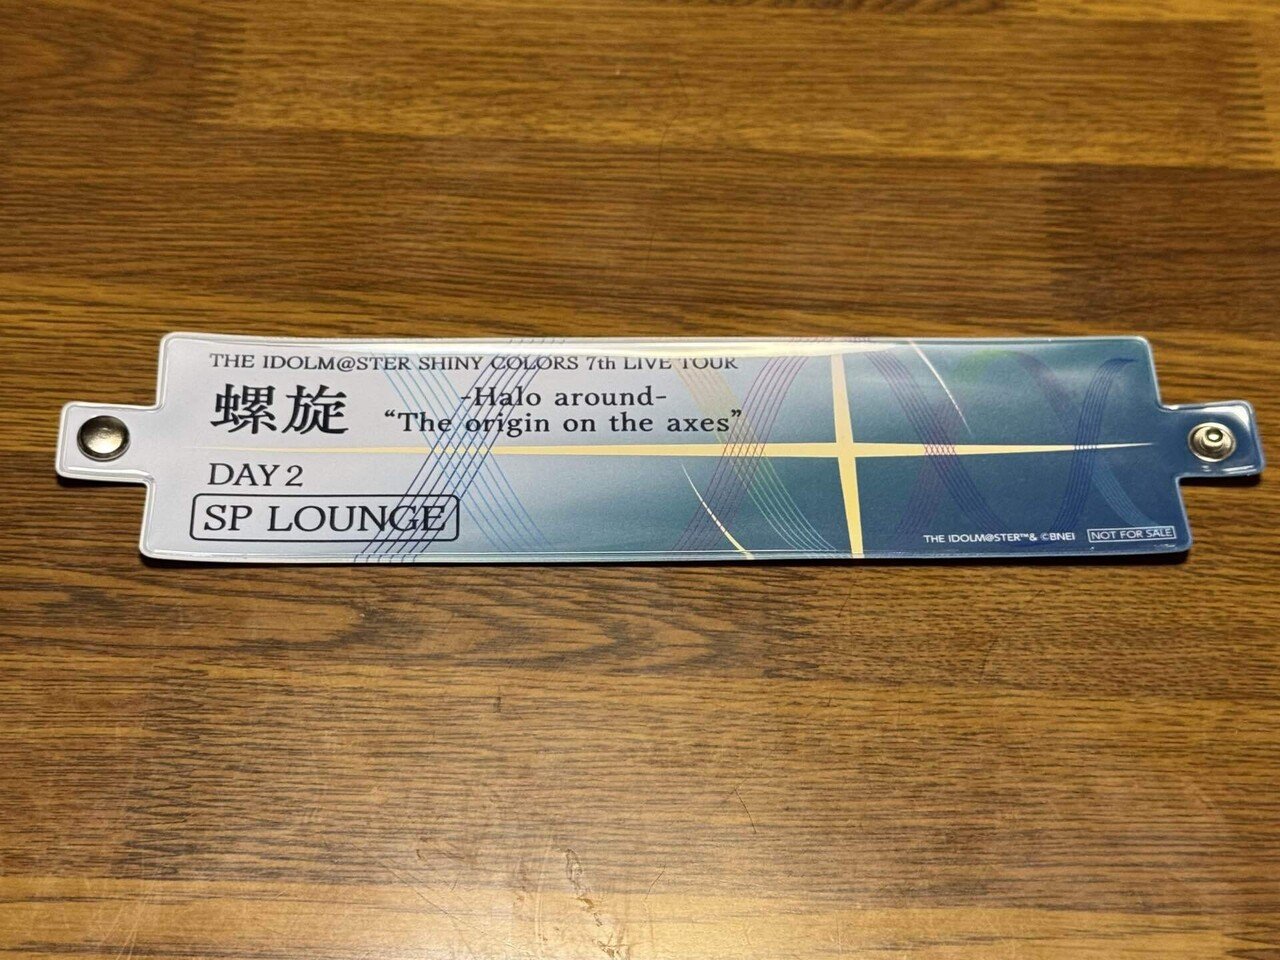 THE IDOLM@STER SHINY COLORS 7th LIVE TOUR
螺旋
-Halo around-
“The origin on the axes”
DAY 2
SP LOUNGE
THE IDOLM@STER™& ©BNEI
NOT FOR SALE